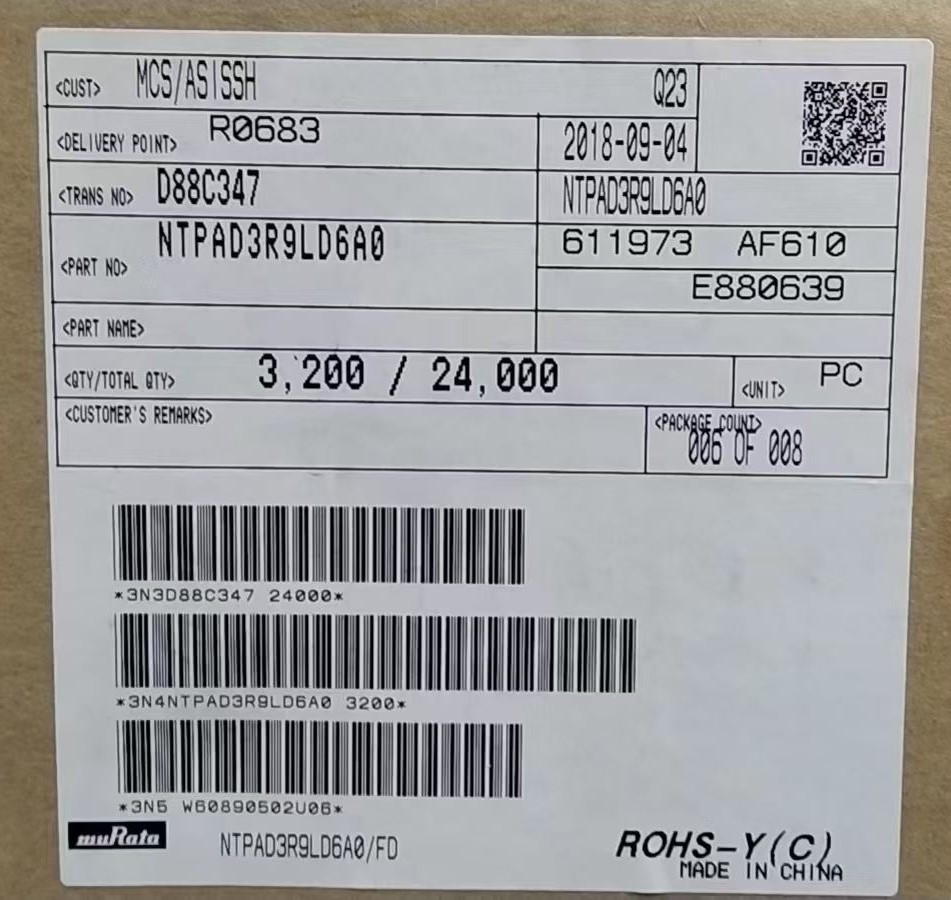 <CUST> MCS/ASISSH Q23
<DELIVERY POINT> R0683 2018-09-04
<TRANS NO> D88C347 NTPAD3R9LD6A0
<PART NO> NTPAD3R9LD6A0 611973 AF610
E880639
<PART NAME>
<QTY/TOTAL QTY> 3,200 / 24,000 <UNIT> PC
<CUSTOMER'S REMARKS> <PACKAGE COUNT>
006 OF 008
*3N3D88C347 24000*
*3N4NTPAD3R9LD6A0 3200*
*3N5 W60890502U06*
muRata NTPAD3R9LD6A0/FD ROHS-Y(C)
MADE IN CHINA